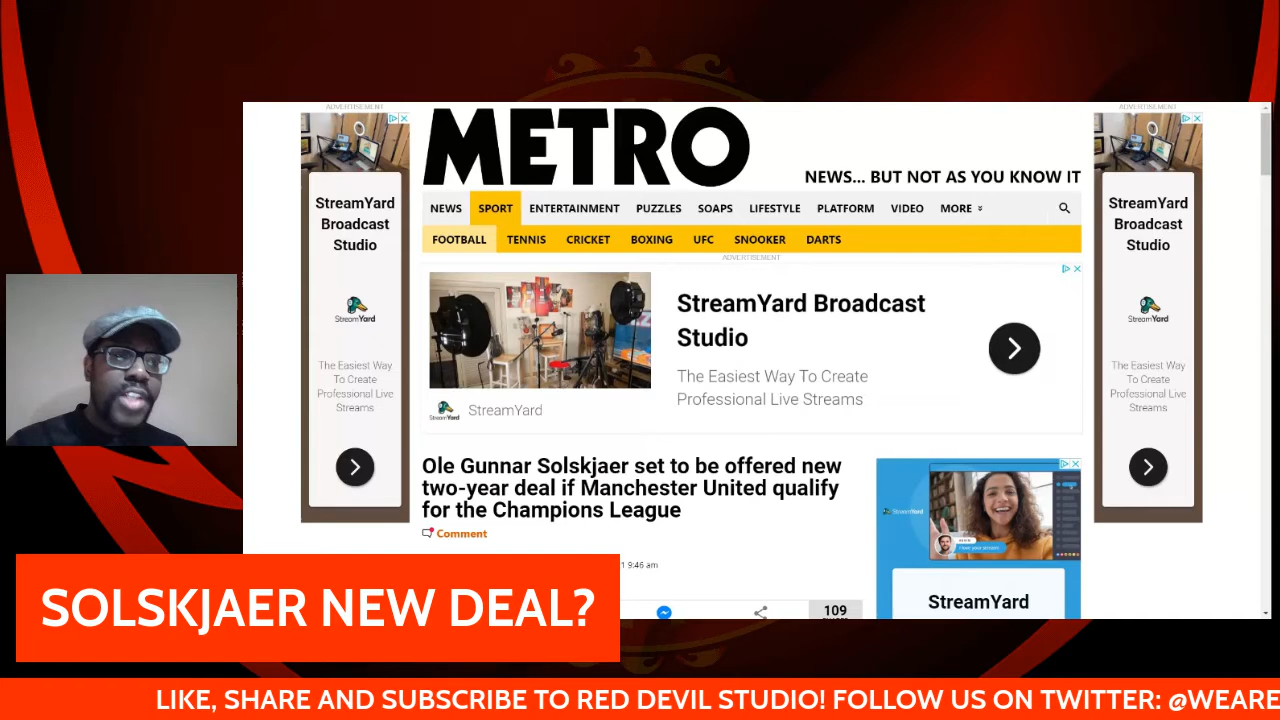 ADVERTISEMENT
StreamYard
Broadcast
Studio
StreamYard
The Easiest Way
To Create
Professional Live
Streams
METRO
NEWS... BUT NOT AS YOU KNOW IT
NEWS SPORT ENTERTAINMENT PUZZLES SOAPS LIFESTYLE PLATFORM VIDEO MORE
FOOTBALL TENNIS CRICKET BOXING UFC SNOOKER DARTS
ADVERTISEMENT
StreamYard Broadcast
Studio
The Easiest Way To Create
Professional Live Streams
StreamYard
Ole Gunnar Solskjaer set to be offered new
two-year deal if Manchester United qualify
for the Champions League
Comment
1 9:46 am
109
StreamYard
StreamYard
ADVERTISEMENT
StreamYard
Broadcast
Studio
StreamYard
The Easiest Way
To Create
Professional Live
Streams
SOLSKJAER NEW DEAL?
LIKE, SHARE AND SUBSCRIBE TO RED DEVIL STUDIO! FOLLOW US ON TWITTER: @WEARE